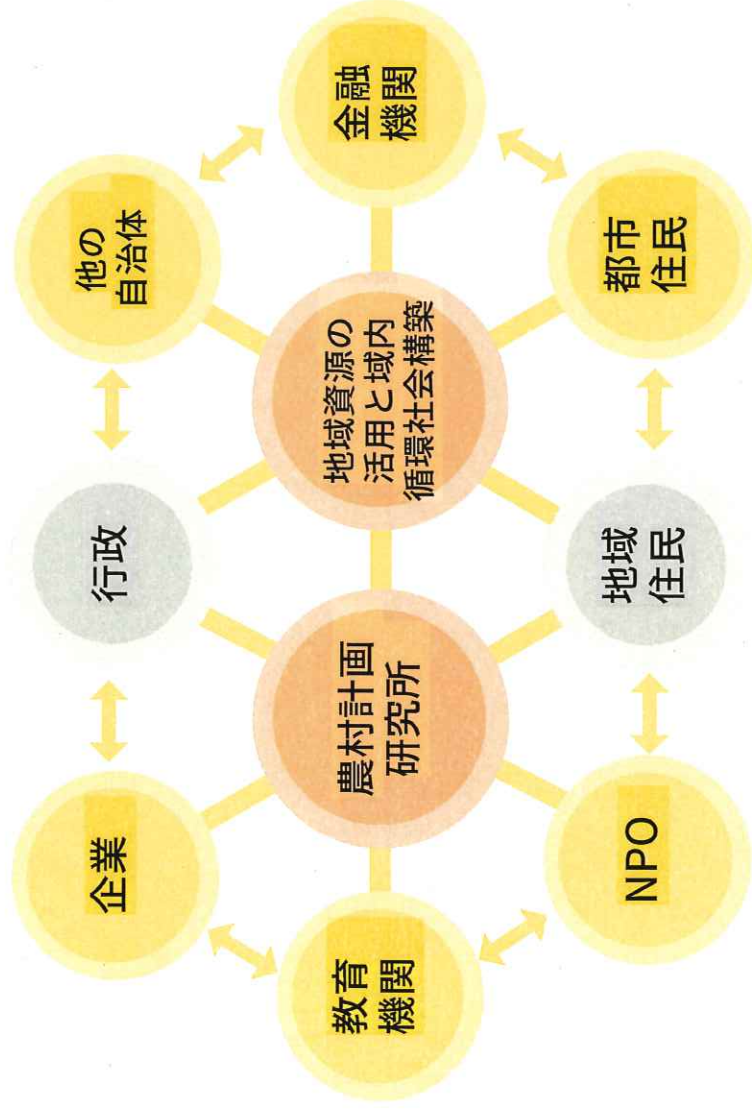 教育
機関
NPO
企業
農村計画
研究所
地域
住民
行政
地域資源の
活用と域内
循環社会構築
都市
住民
他の
自治体
金融
機関